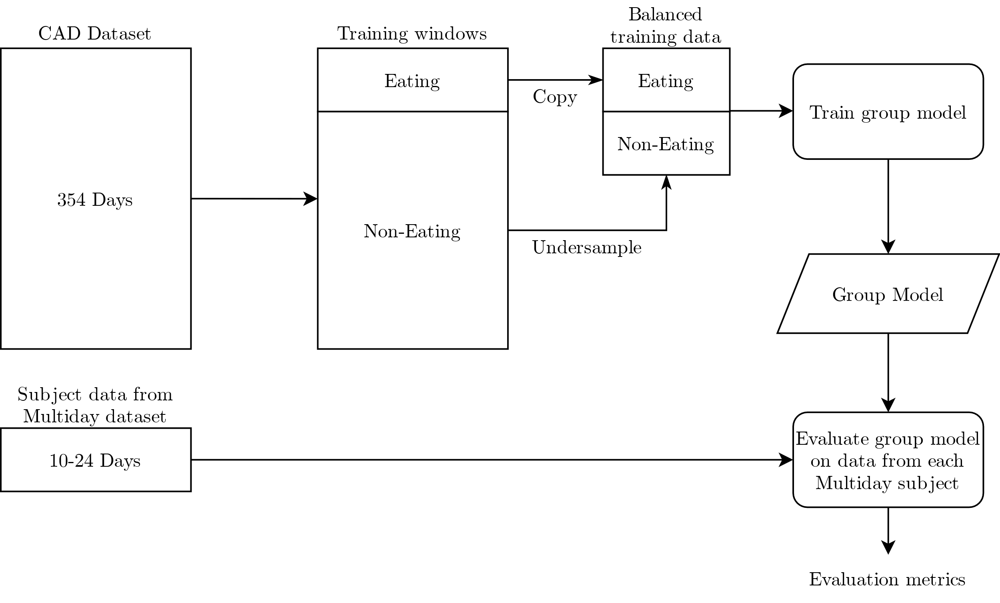 CAD Dataset
354 Days
Training windows
Eating
Non-Eating
Copy
Undersample
Balanced
training data
Eating
Non-Eating
Train group model
Group Model
Subject data from
Multiday dataset
10-24 Days
Evaluate group model
on data from each
Multiday subject
Evaluation metrics